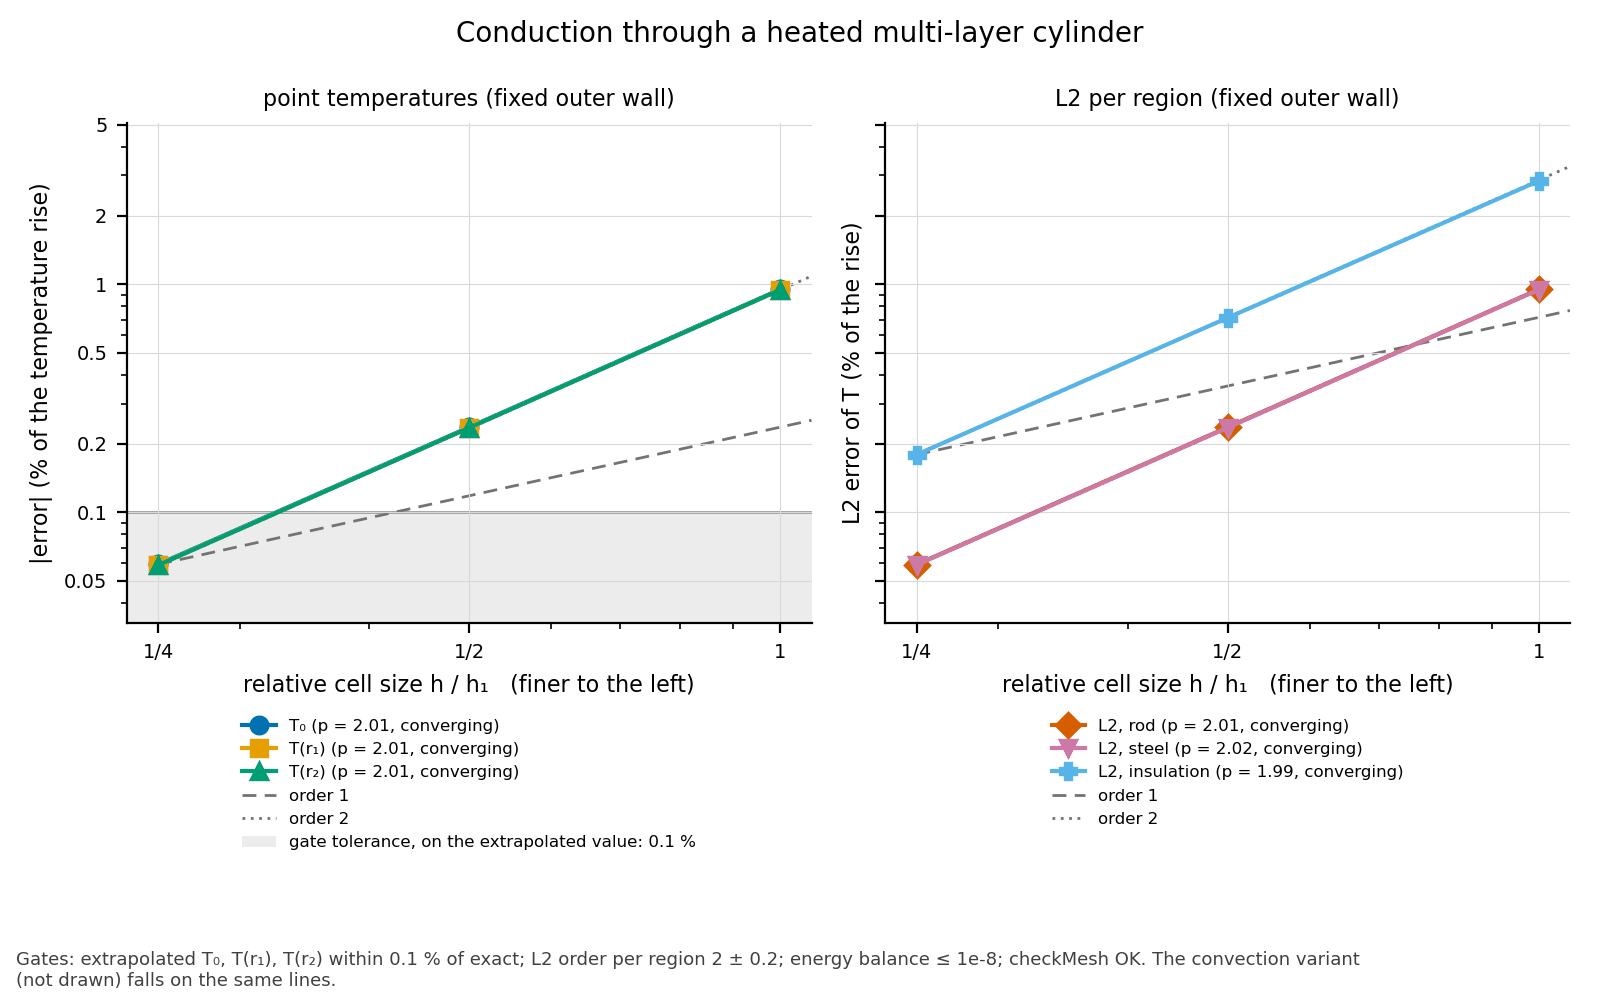 Conduction through a heated multi-layer cylinder
point temperatures (fixed outer wall)
|error| (% of the temperature rise)
5
2
1
0.5
0.2
0.1
0.05
1/4
1/2
1
relative cell size h / h₁   (finer to the left)
T₀ (p = 2.01, converging)
T(r₁) (p = 2.01, converging)
T(r₂) (p = 2.01, converging)
order 1
order 2
gate tolerance, on the extrapolated value: 0.1 %
L2 per region (fixed outer wall)
L2 error of T (% of the rise)
1/4
1/2
1
relative cell size h / h₁   (finer to the left)
L2, rod (p = 2.01, converging)
L2, steel (p = 2.02, converging)
L2, insulation (p = 1.99, converging)
order 1
order 2
Gates: extrapolated T₀, T(r₁), T(r₂) within 0.1 % of exact; L2 order per region 2 ± 0.2; energy balance ≤ 1e-8; checkMesh OK. The convection variant
(not drawn) falls on the same lines.